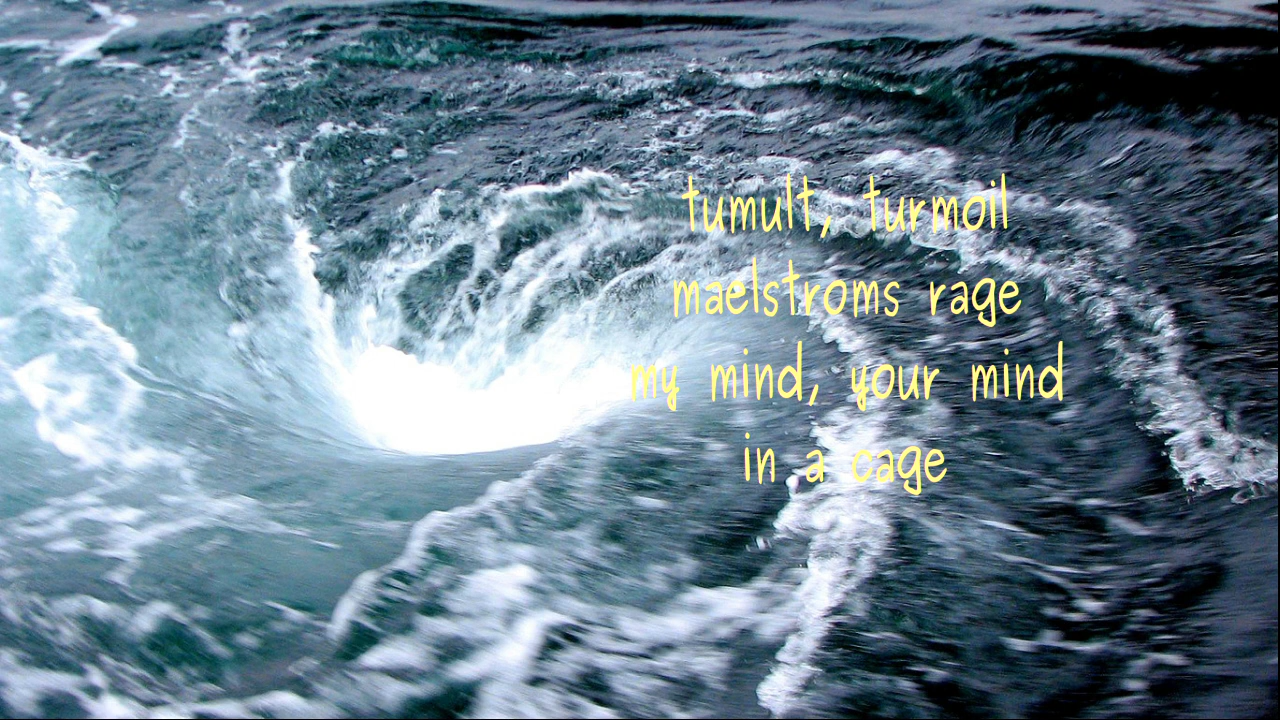 tumult, turmoil
maelstroms rage
my mind, your mind
in a cage